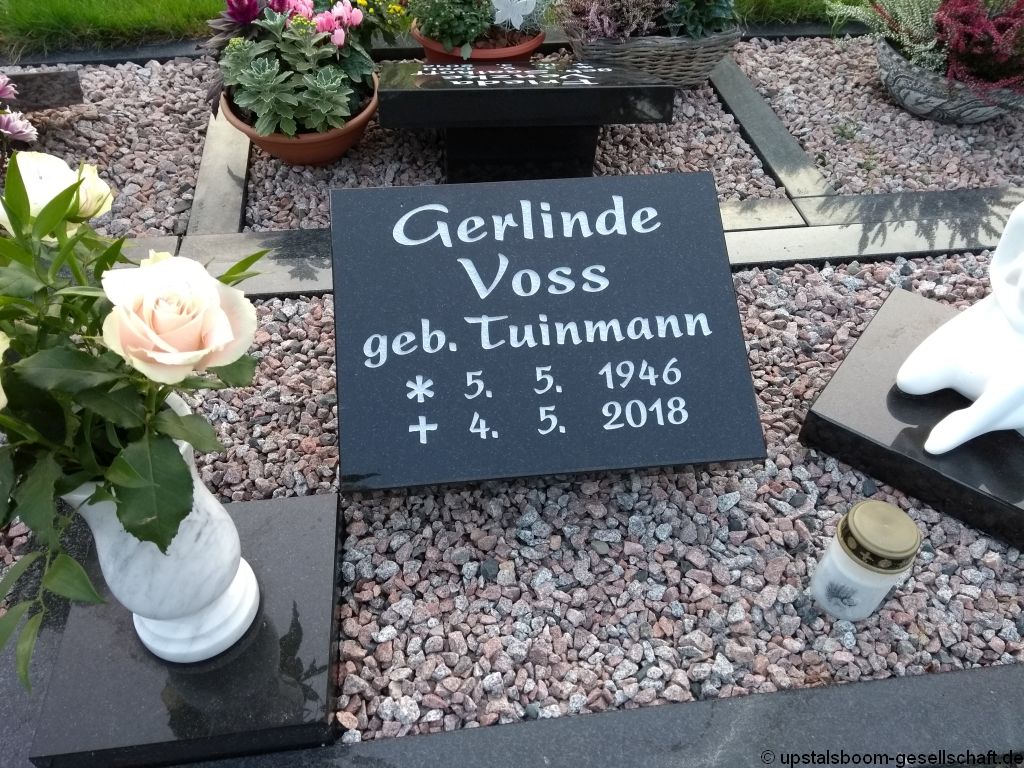 Gerlinde
Voss
geb. Tuinmann
* 5. 5. 1946
+ 4. 5. 2018
© upstalsboom-gesellschaft.de